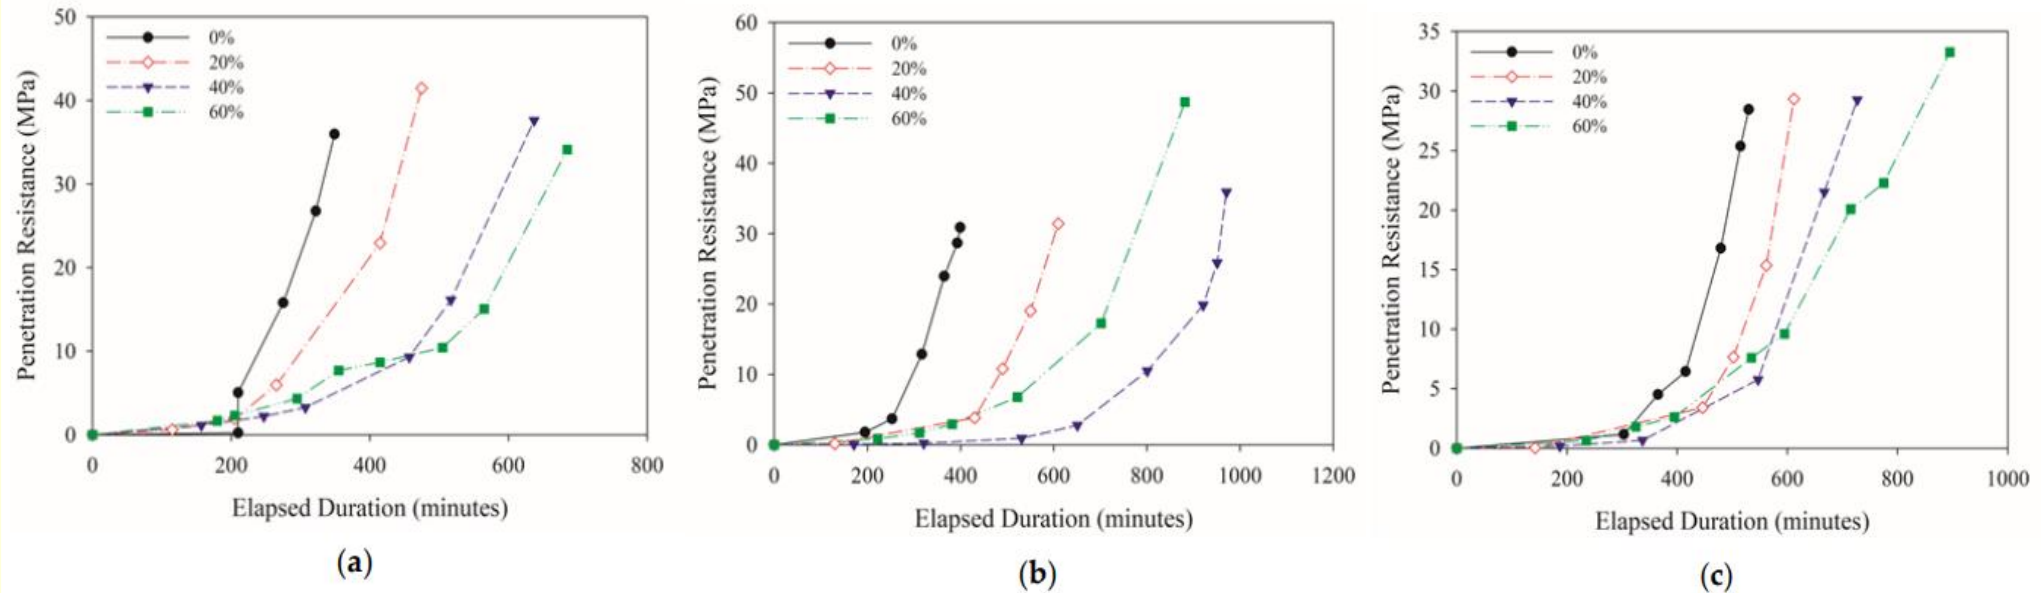 50
40
30
20
10
0
0%
20%
40%
60%
Penetration Resistance (MPa)
0 200 400 600 800
Elapsed Duration (minutes)
(a)
60
50
40
30
20
10
0
0%
20%
40%
60%
Penetration Resistance (MPa)
0 200 400 600 800 1000 1200
Elapsed Duration (minutes)
(b)
35
30
25
20
15
10
5
0
0%
20%
40%
60%
Penetration Resistance (MPa)
0 200 400 600 800 1000
Elapsed Duration (minutes)
(c)